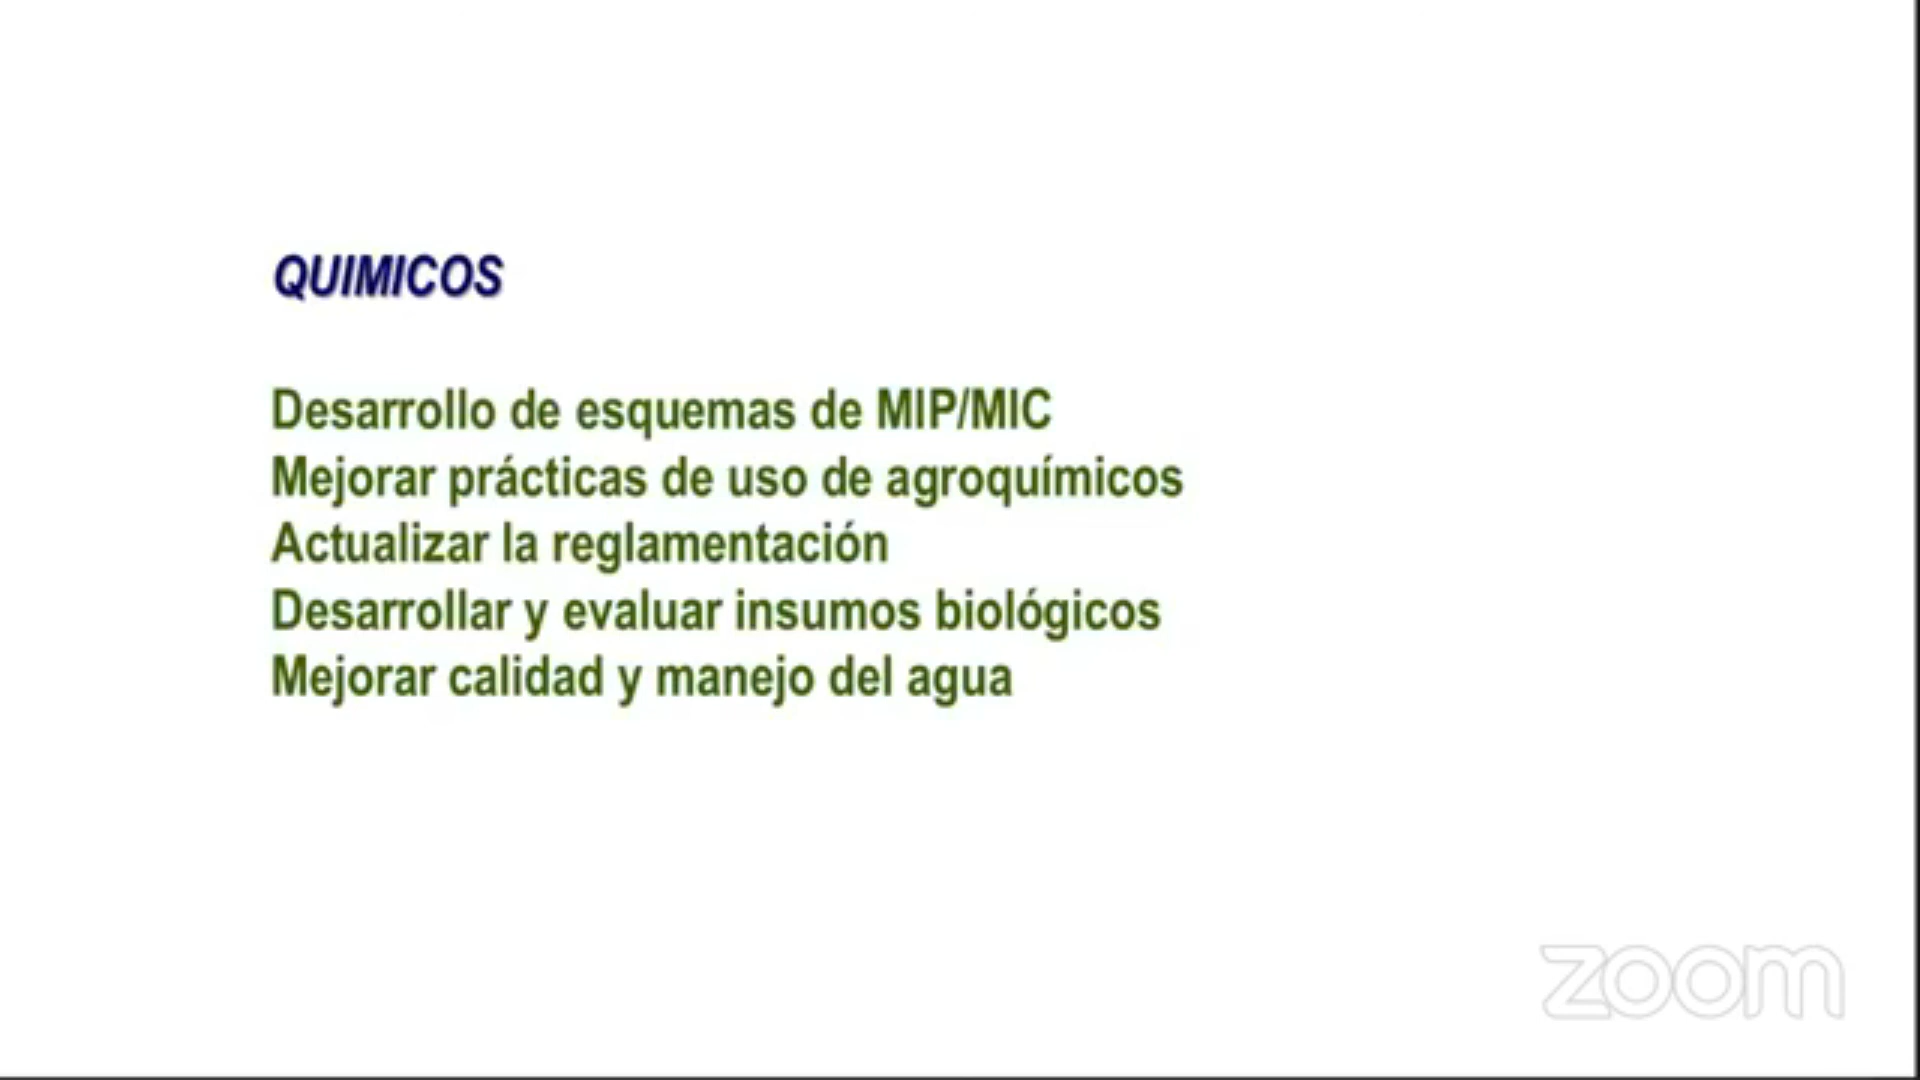 QUIMICOS
Desarrollo de esquemas de MIP/MIC
Mejorar prácticas de uso de agroquímicos
Actualizar la reglamentación
Desarrollar y evaluar insumos biológicos
Mejorar calidad y manejo del agua
zoom